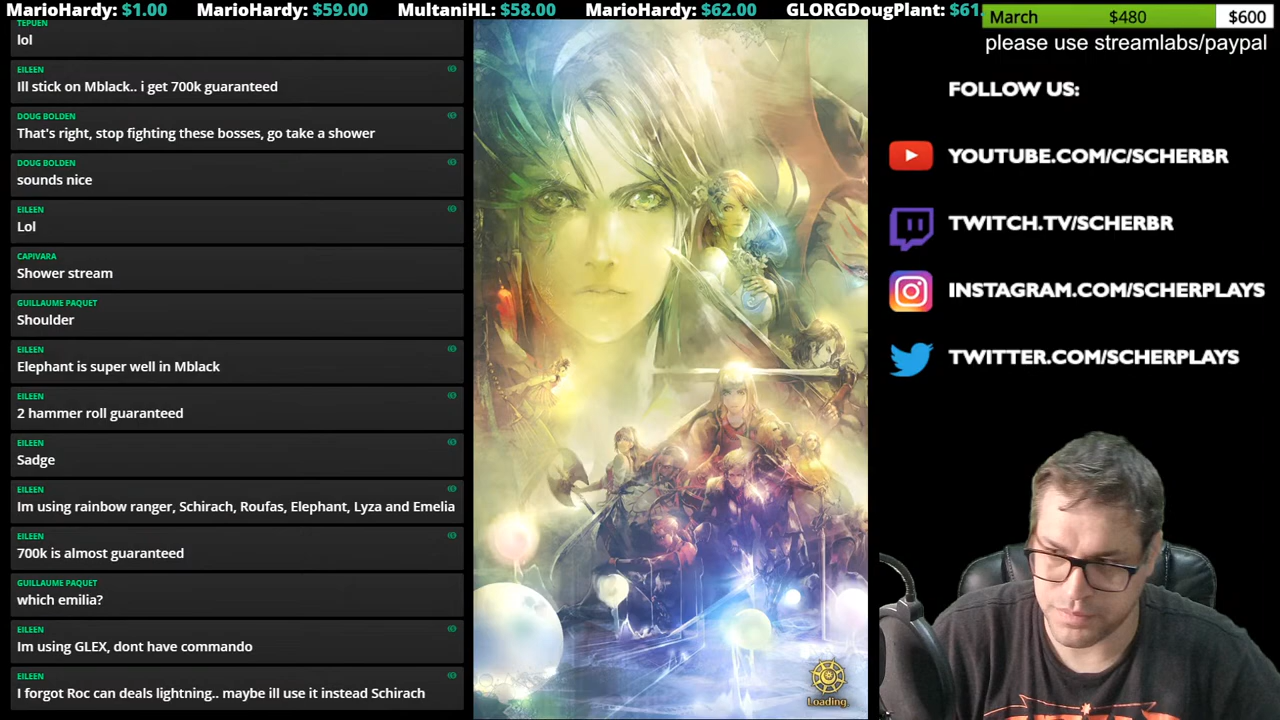 MarioHardy: $1.00 MarioHardy: $59.00 MultaniHL: $58.00 MarioHardy: $62.00 GLORGDougPlant: $61.
March $480 $600
please use streamlabs/paypal
TEPUEN
lol
EILEEN
Ill stick on Mblack.. i get 700k guaranteed
DOUG BOLDEN
That's right, stop fighting these bosses, go take a shower
DOUG BOLDEN
sounds nice
EILEEN
Lol
CAPIVARA
Shower stream
GUILLAUME PAQUET
Shoulder
EILEEN
Elephant is super well in Mblack
EILEEN
2 hammer roll guaranteed
EILEEN
Sadge
EILEEN
Im using rainbow ranger, Schirach, Roufas, Elephant, Lyza and Emelia
EILEEN
700k is almost guaranteed
GUILLAUME PAQUET
which emilia?
EILEEN
Im using GLEX, dont have commando
EILEEN
I forgot Roc can deals lightning.. maybe ill use it instead Schirach
Loading
FOLLOW US:
YOUTUBE.COM/C/SCHERBR
TWITCH.TV/SCHERBR
INSTAGRAM.COM/SCHERPLAYS
TWITTER.COM/SCHERPLAYS